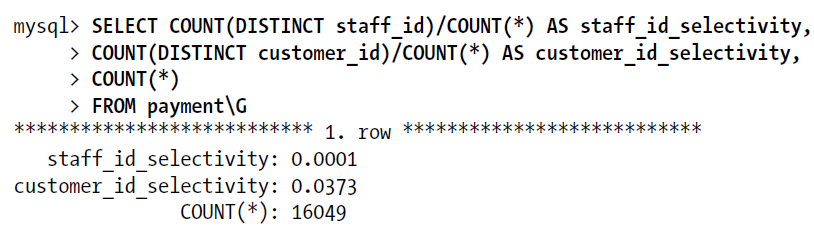 mysql> SELECT COUNT(DISTINCT staff_id)/COUNT(*) AS staff_id_selectivity,
> COUNT(DISTINCT customer_id)/COUNT(*) AS customer_id_selectivity,
> COUNT(*)
> FROM payment\G
*************************** 1. row ***************************
staff_id_selectivity: 0.0001
customer_id_selectivity: 0.0373
COUNT(*): 16049